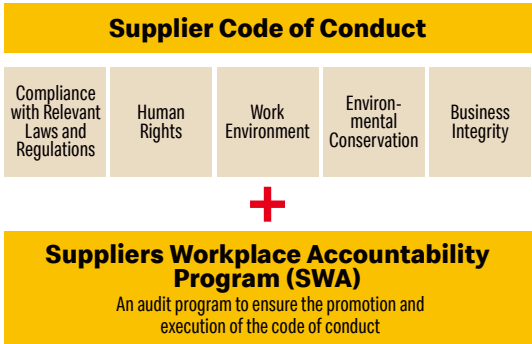 Supplier Code of Conduct
Compliance
with Relevant
Laws and
Regulations
Human
Rights
Work
Environment
Environ-
mental
Conservation
Business
Integrity
+
Suppliers Workplace Accountability
Program (SWA)
An audit program to ensure the promotion and
execution of the code of conduct